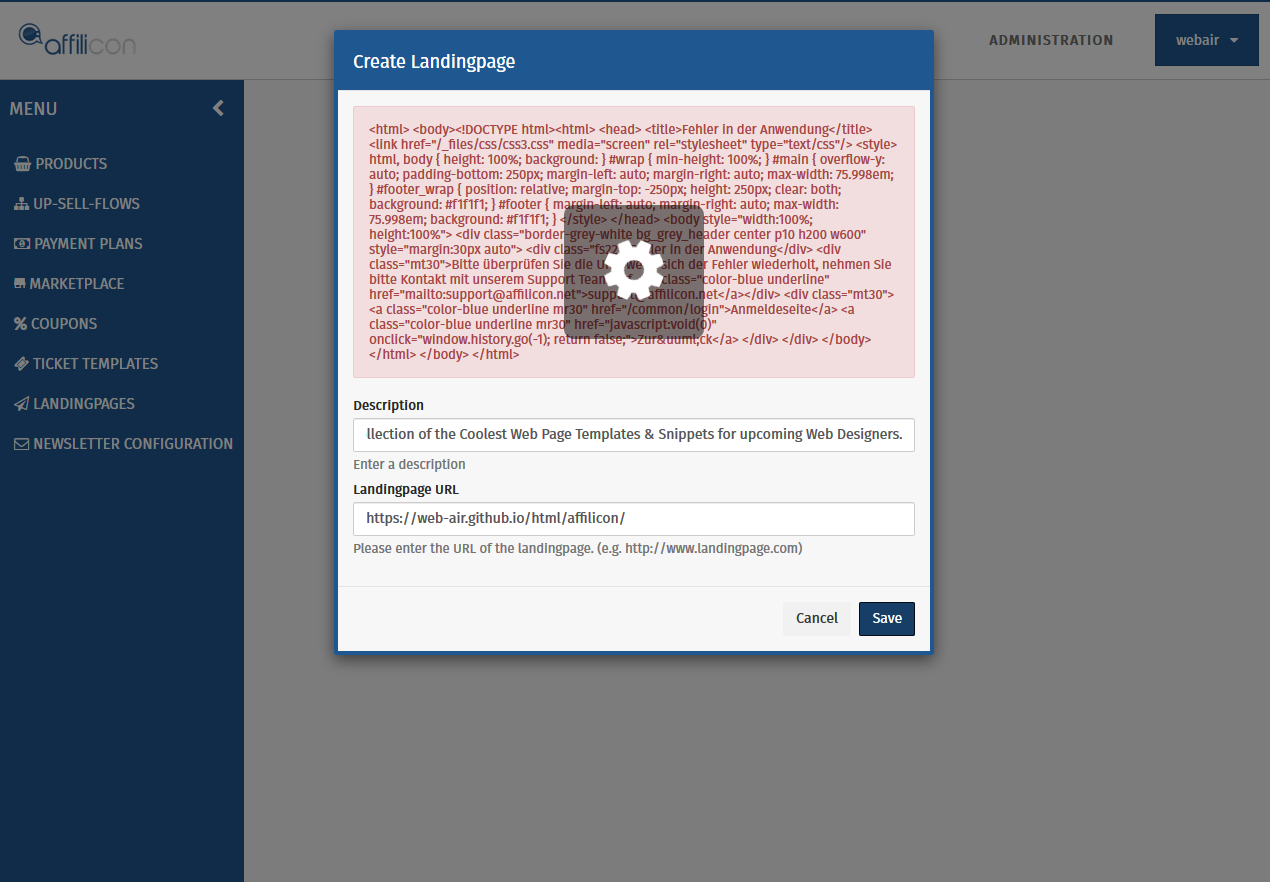 affilicon
ADMINISTRATION
webair
MENU
PRODUCTS
UP-SELL-FLOWS
PAYMENT PLANS
MARKETPLACE
COUPONS
TICKET TEMPLATES
LANDINGPAGES
NEWSLETTER CONFIGURATION
Create Landingpage
<html> <body><!DOCTYPE html><html> <head> <title>Fehler in der Anwendung</title>
<link href="/_files/css/css3.css" media="screen" rel="stylesheet" type="text/css"/> <style>
html, body { height: 100%; background: } #wrap { min-height: 100%; } #main { overflow-y:
auto; padding-bottom: 250px; margin-left: auto; margin-right: auto; max-width: 75.998em;
} #footer_wrap { position: relative; margin-top: -250px; height: 250px; clear: both;
background: #f1f1f1; } #footer { margin-left: auto; margin-right: auto; max-width:
75.998em; background: #f1f1f1; } </style> </head> <body style="width:100%;
height:100%"> <div class="border-grey-white bg_grey_header center p10 h200 w600"
style="margin:30px auto"> <div class="fs22 in der Anwendung</div> <div
class="mt30">Bitte überprüfen Sie die sich der Fehler wiederholt, nehmen Sie
bitte Kontakt mit unserem Support Team class="color-blue underline"
href="mailto:support@affilicon.net">support@affilicon.net</a></div> <div class="mt30">
<a class="color-blue underline mr30" href="/common/login">Anmeldeseite</a> <a
class="color-blue underline mr30" href="javascript:void(0)"
onclick="window.history.go(-1); return false;">Zur&uuml;ck</a> </div> </div> </body>
</html> </body> </html>
Description
llection of the Coolest Web Page Templates & Snippets for upcoming Web Designers.
Enter a description
Landingpage URL
https://web-air.github.io/html/affilicon/
Please enter the URL of the landingpage. (e.g. http://www.landingpage.com)
Cancel
Save